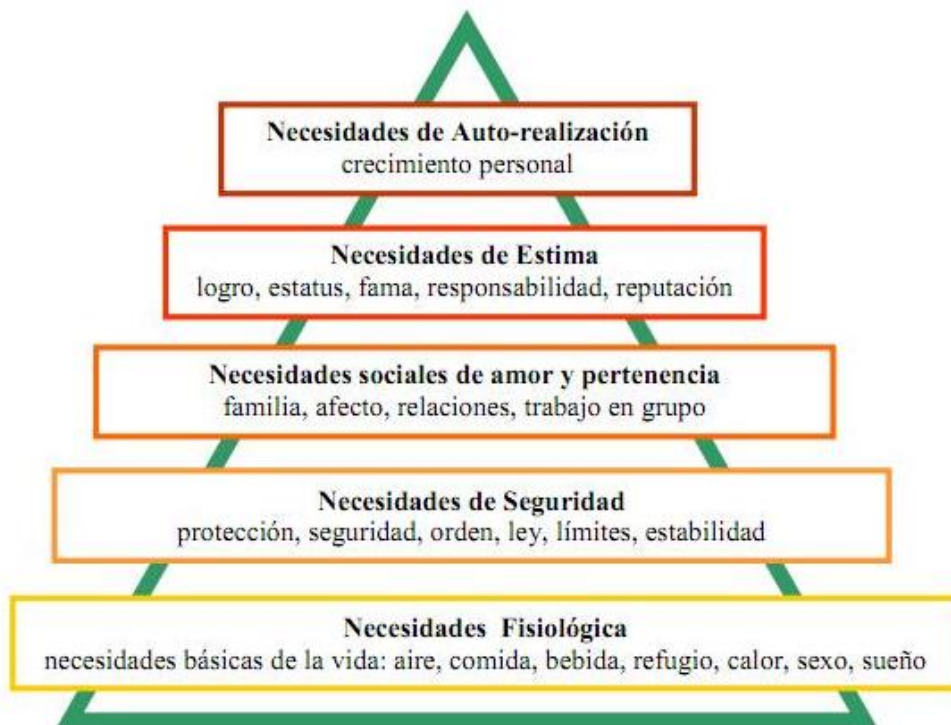 Necesidades de Auto-realización
crecimiento personal
Necesidades de Estima
logro, estatus, fama, responsabilidad, reputación
Necesidades sociales de amor y pertenencia
familia, afecto, relaciones, trabajo en grupo
Necesidades de Seguridad
protección, seguridad, orden, ley, límites, estabilidad
Necesidades Fisiológica
necesidades básicas de la vida: aire, comida, bebida, refugio, calor, sexo, sueño